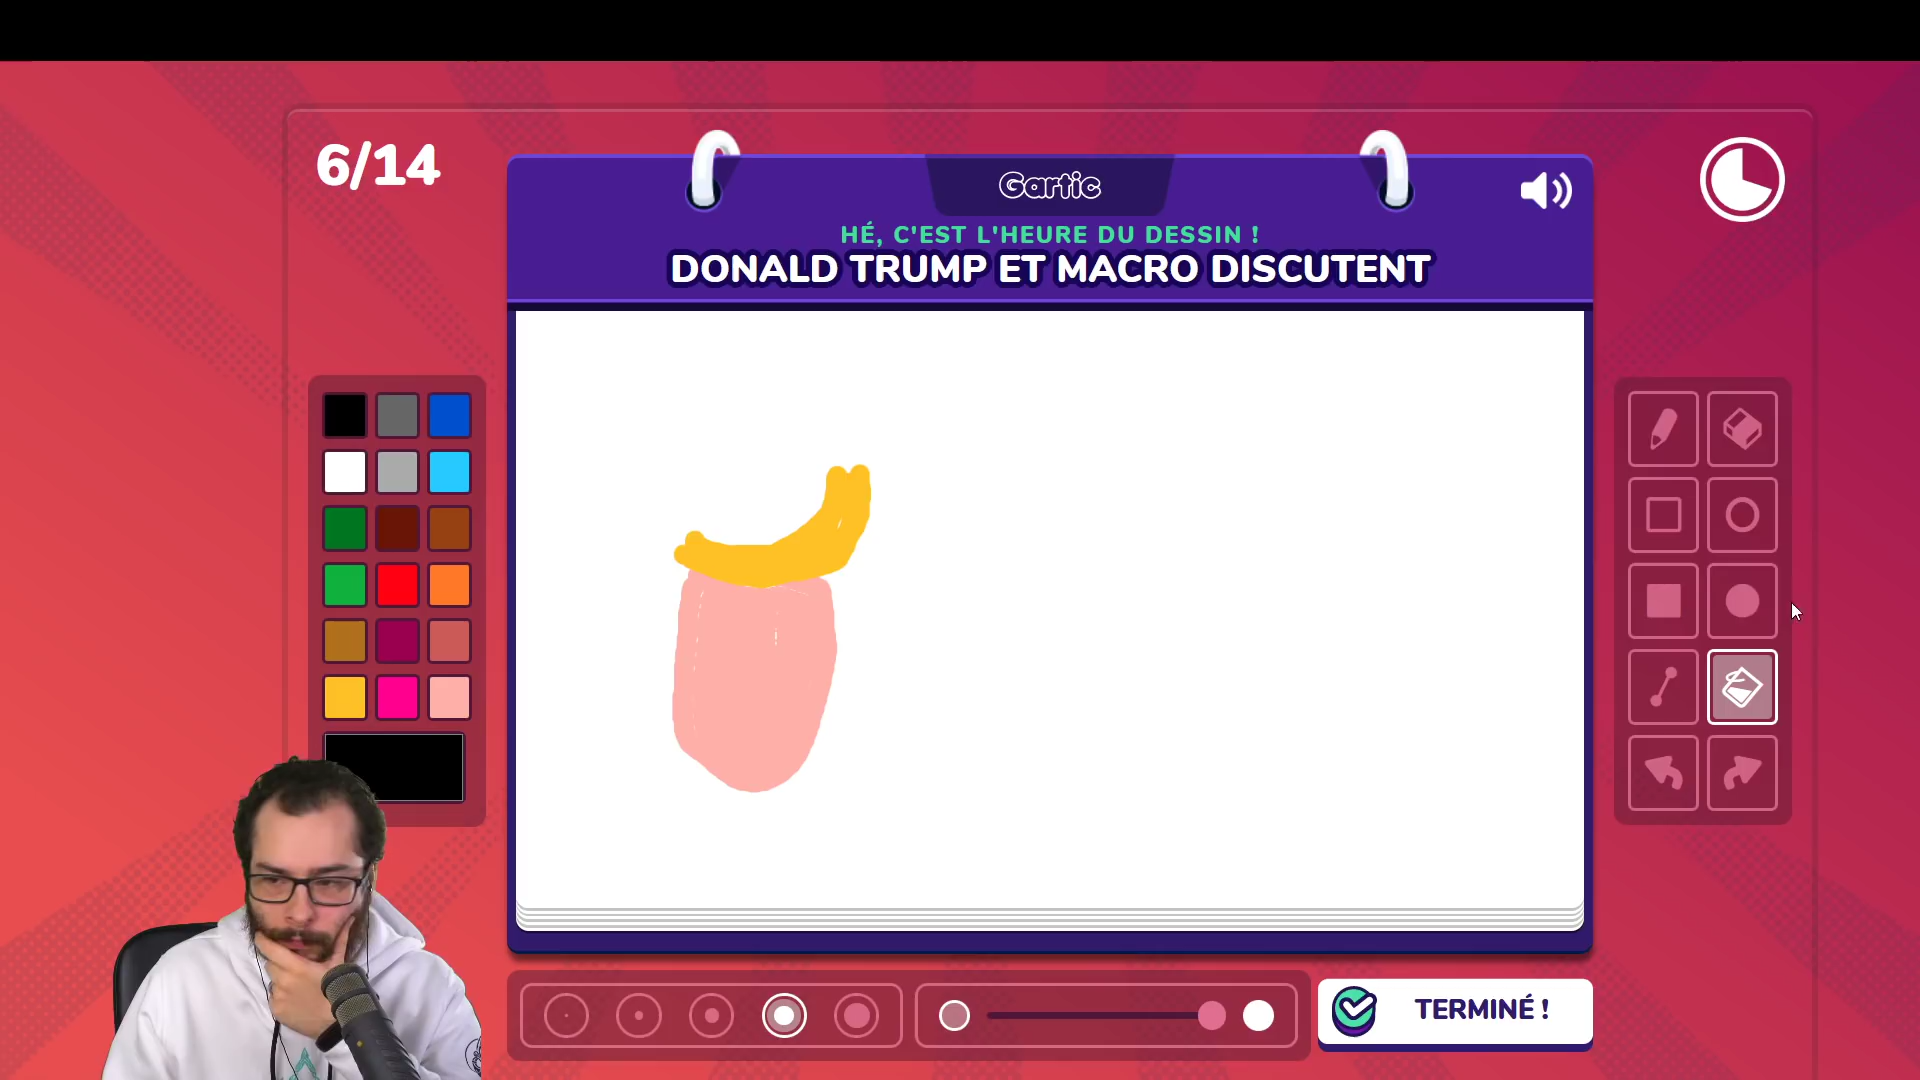 6/14
Gartic
HÉ, C'EST L'HEURE DU DESSIN !
DONALD TRUMP ET MACRO DISCUTENT
TERMINÉ !